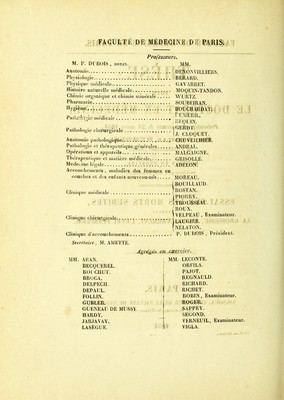 FACULTÉ DE MÉDECINE DE PARIS.
Professeurs.
M. P. DUBOIS, DOYEN. MM.
Anatomie DENONVILLIERS.
Physiologie BÉRARD.
Physique médicale GAVARRET.
Histoire naturelle médicale MOQUIN-TANDON.
Chimie organique et chimie minérale WURTZ.
Pharmacie SOUBEIRAN.
Hygiène BOUCHARDAT.
Pathologie médicale
REQUIN.
Pathologie chirurgicale GERDY.
J. CLOQUET.
Anatomie pathologique CRUVEILHIER.
Pathologie et thérapeutique générales ANDRAL.
Opérations et appareils MALGAIGNE.
Thérapeutique et matière médicale GRISOLLE.
Médecine légale ADELON.
Accouchements, maladies des femmes en
couches et des enfants nouveau-nés MOREAU.
BOUILLAUD.
Clinique médicale ROSTAN.
PIORRY.
TROUSSEAU.
ROUX.
Clinique chirurgicale VELPEAU, Examinateur.
LAUGIER.
NÉLATON.
Clinique d'accouchements P. DUBOIS, Président.
Secrétaire, M. AMETTE.
Agrégés en exercice.
MM. ARAN. MM. LECONTE.
BECQUEREL. ORFILA.
BOUCHUT. PAJOT.
BROCA. REGNAULD.
DELPECH. RICHARD.
DEPAUL. RICHET.
FOLLIN. ROBIN, Examinateur.
GUBLER. ROGER.
GUENEAU DE MUSSY. SAPPEY.
HARDY. SEGOND.
JARJAVAY. VERNEUIL, Examinateur.
LASÈGUE. VIGLA.